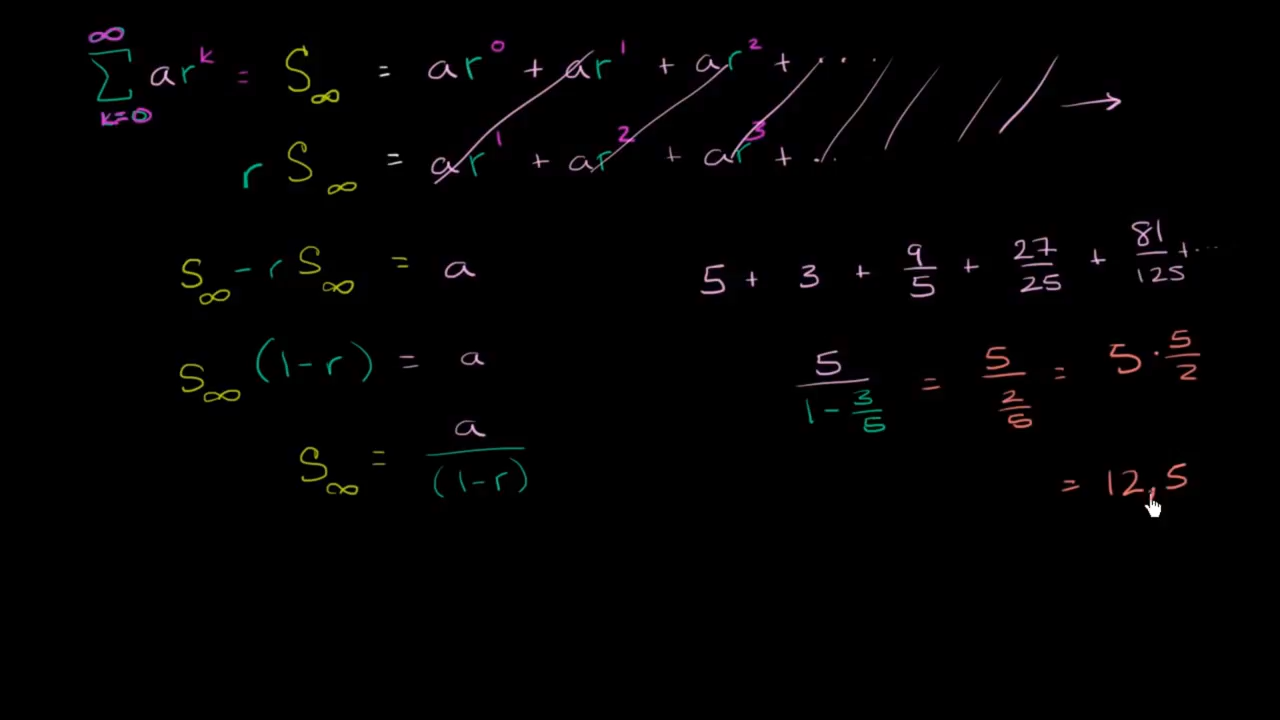 ∞
∑ ar^k = S_∞ = ar^0 + ar^1 + ar^2 + ...
k=0
r S_∞ = ar^1 + ar^2 + ar^3 + ...
S_∞ - r S_∞ = a
5 + 3 + 9/5 + 27/25 + 81/125 + ...
S_∞ (1-r) = a
5/(1 - 3/5) = 5/(2/5) = 5 · 5/2
S_∞ = a/(1-r)
= 12,5